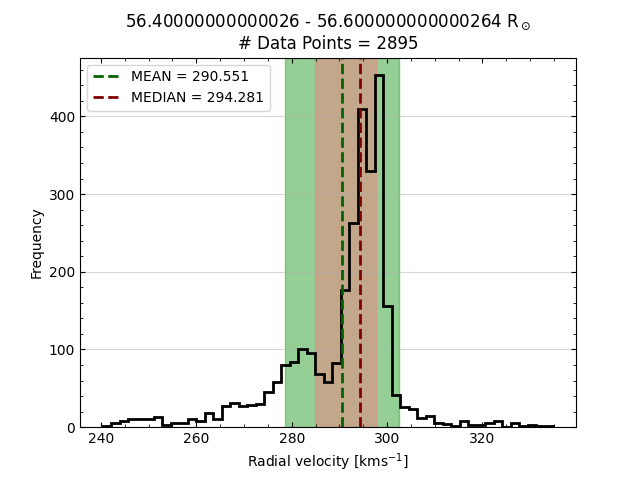 56.40000000000026 - 56.600000000000264 R⊙
# Data Points = 2895
MEAN = 290.551
MEDIAN = 294.281
400
300
200
100
0
Frequency
240 260 280 300 320
Radial velocity [kms⁻¹]